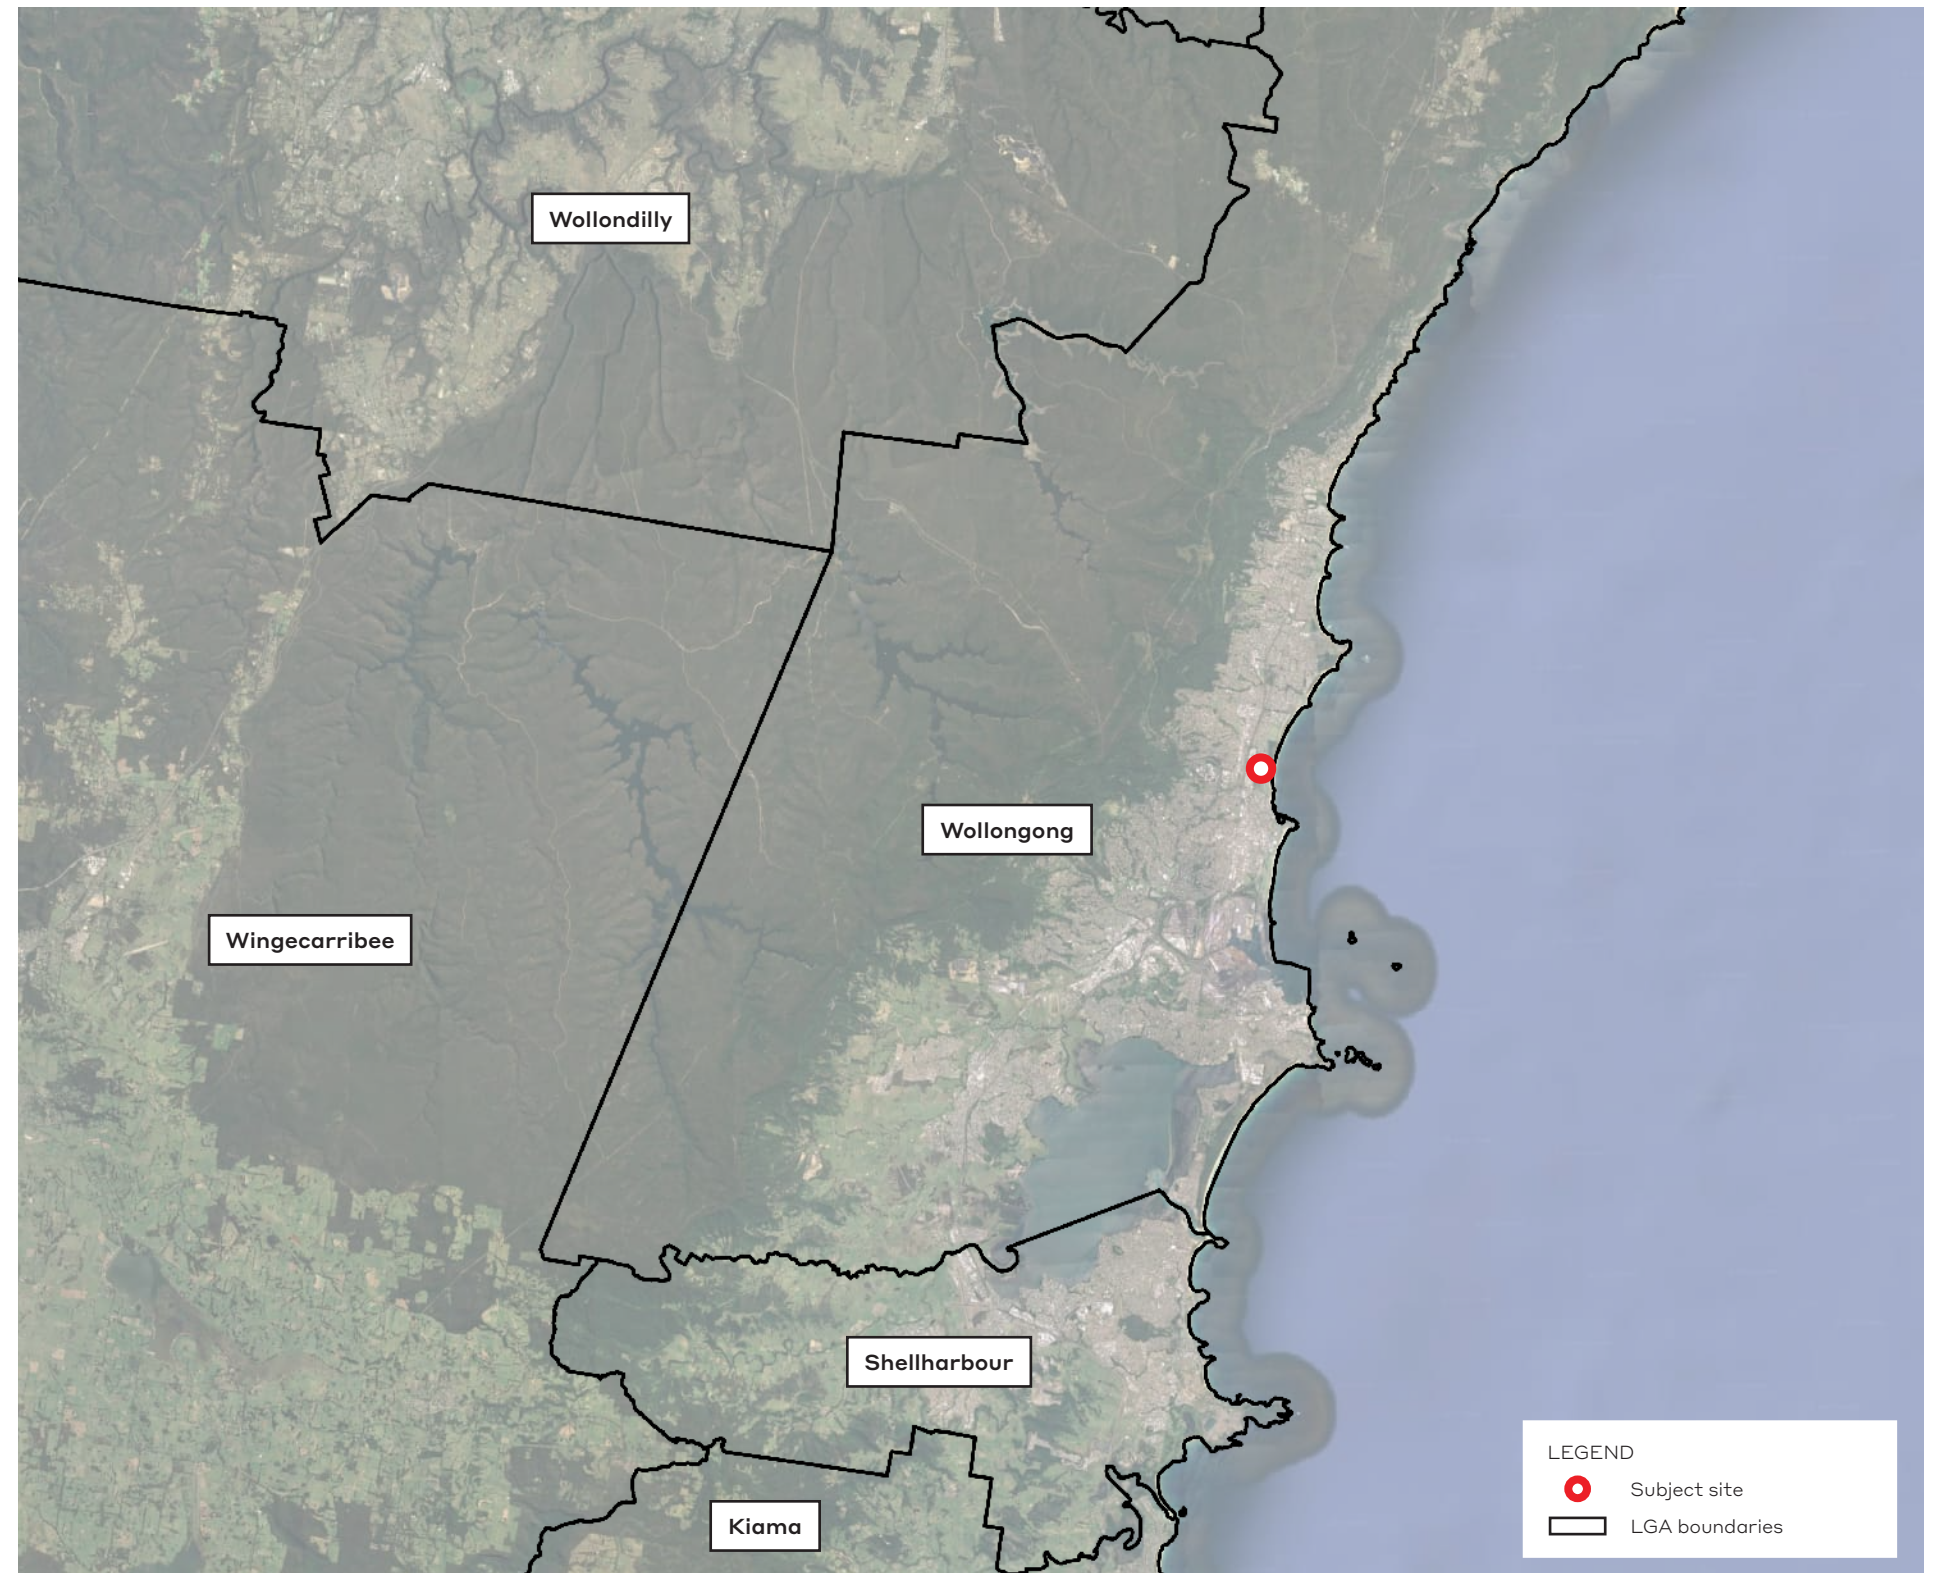 Wollondilly
Wollongong
Wingecarribee
Shellharbour
Kiama
LEGEND
Subject site
LGA boundaries